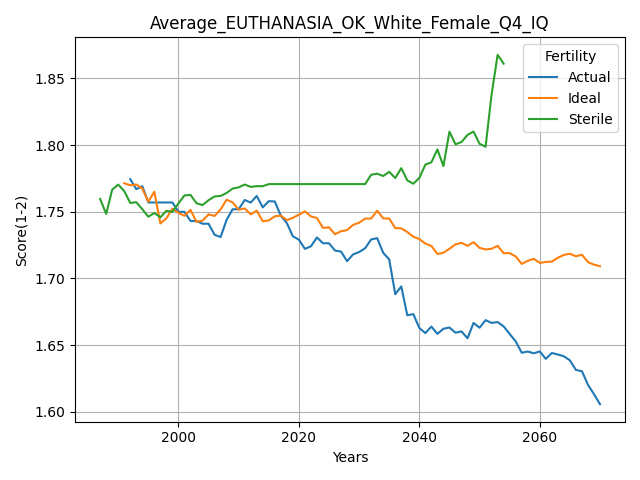 Average_EUTHANASIA_OK_White_Female_Q4_IQ
Fertility
Actual
Ideal
Sterile
Score(1-2)
1.85
1.80
1.75
1.70
1.65
1.60
2000
2020
2040
2060
Years